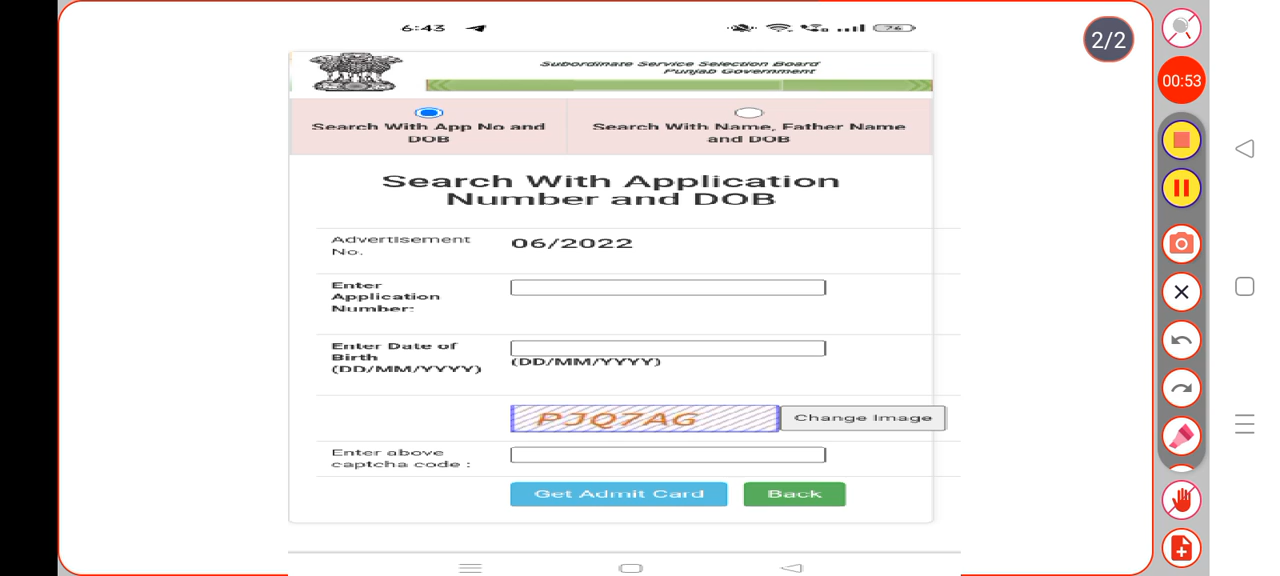 2/2
00:53
6:43
76
Subordinate Service Selection Board
Punjab Government
Search With App No and
DOB
Search With Name, Father Name
and DOB
Search With Application
Number and DOB
Advertisement
No.
06/2022
Enter
Application
Number:
Enter Date of
Birth
(DD/MM/YYYY)
(DD/MM/YYYY)
PJQ7AG
Change Image
Enter above
captcha code :
Get Admit Card
Back